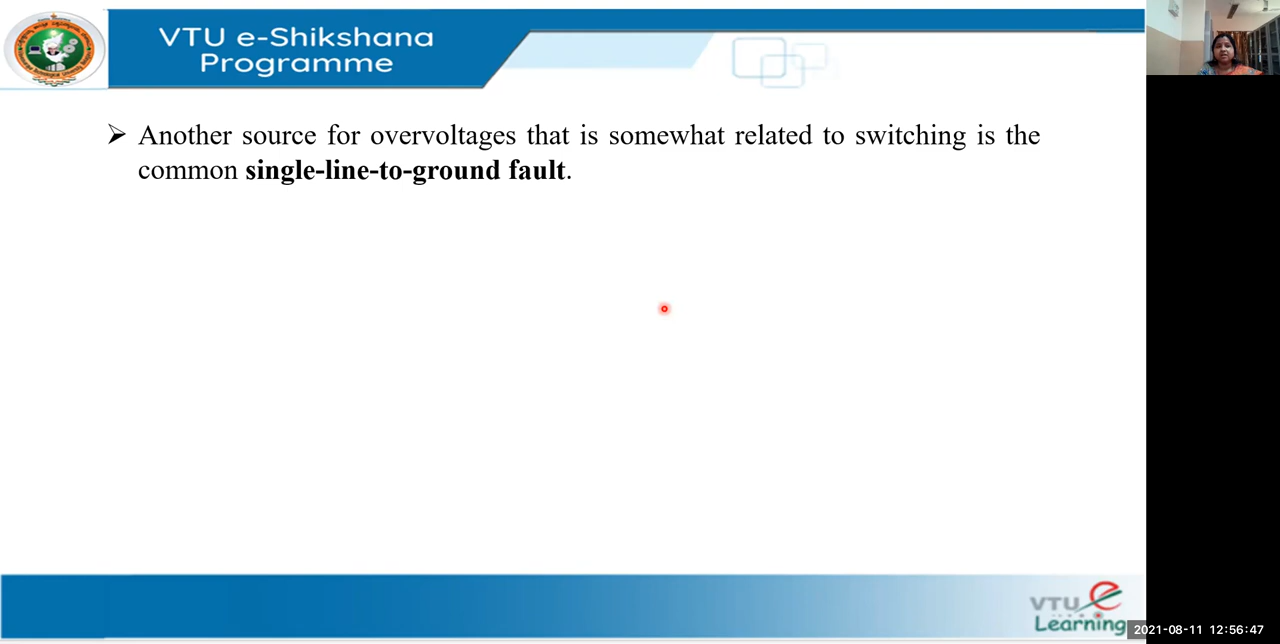 VTU e-Shikshana
Programme
➢ Another source for overvoltages that is somewhat related to switching is the
common single-line-to-ground fault.
VTU e
Learning
2021-08-11 12:56:47